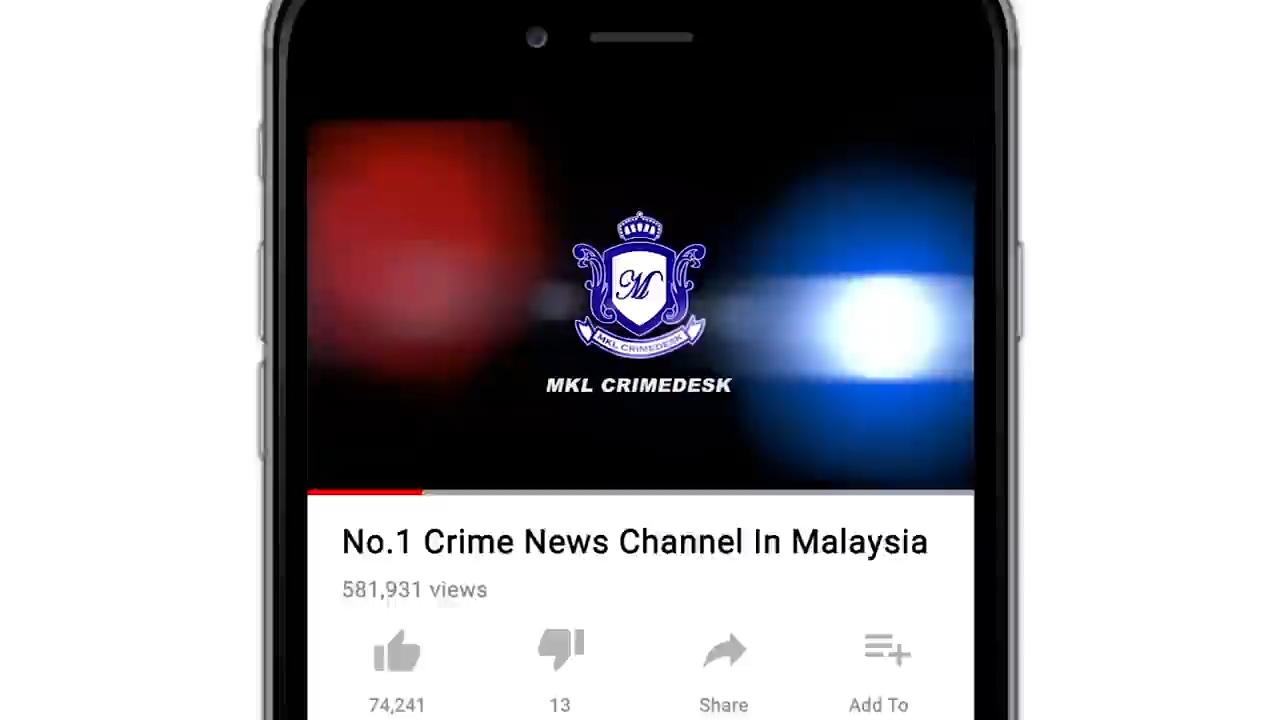 M
MKL CRIMEDESK
MKL CRIMEDESK
No.1 Crime News Channel In Malaysia
581,931 views
74,241
13
Share
Add To